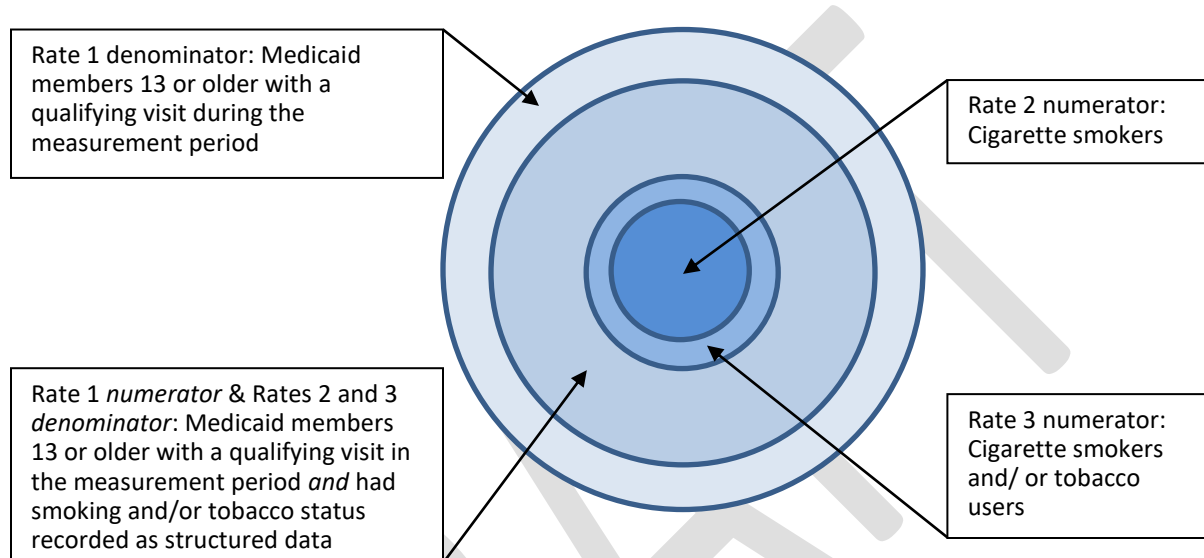 Rate 1 denominator: Medicaid
members 13 or older with a
qualifying visit during the
measurement period
Rate 2 numerator:
Cigarette smokers
Rate 1 numerator & Rates 2 and 3
denominator: Medicaid members
13 or older with a qualifying visit in
the measurement period and had
smoking and/or tobacco status
recorded as structured data
Rate 3 numerator:
Cigarette smokers
and/ or tobacco
users